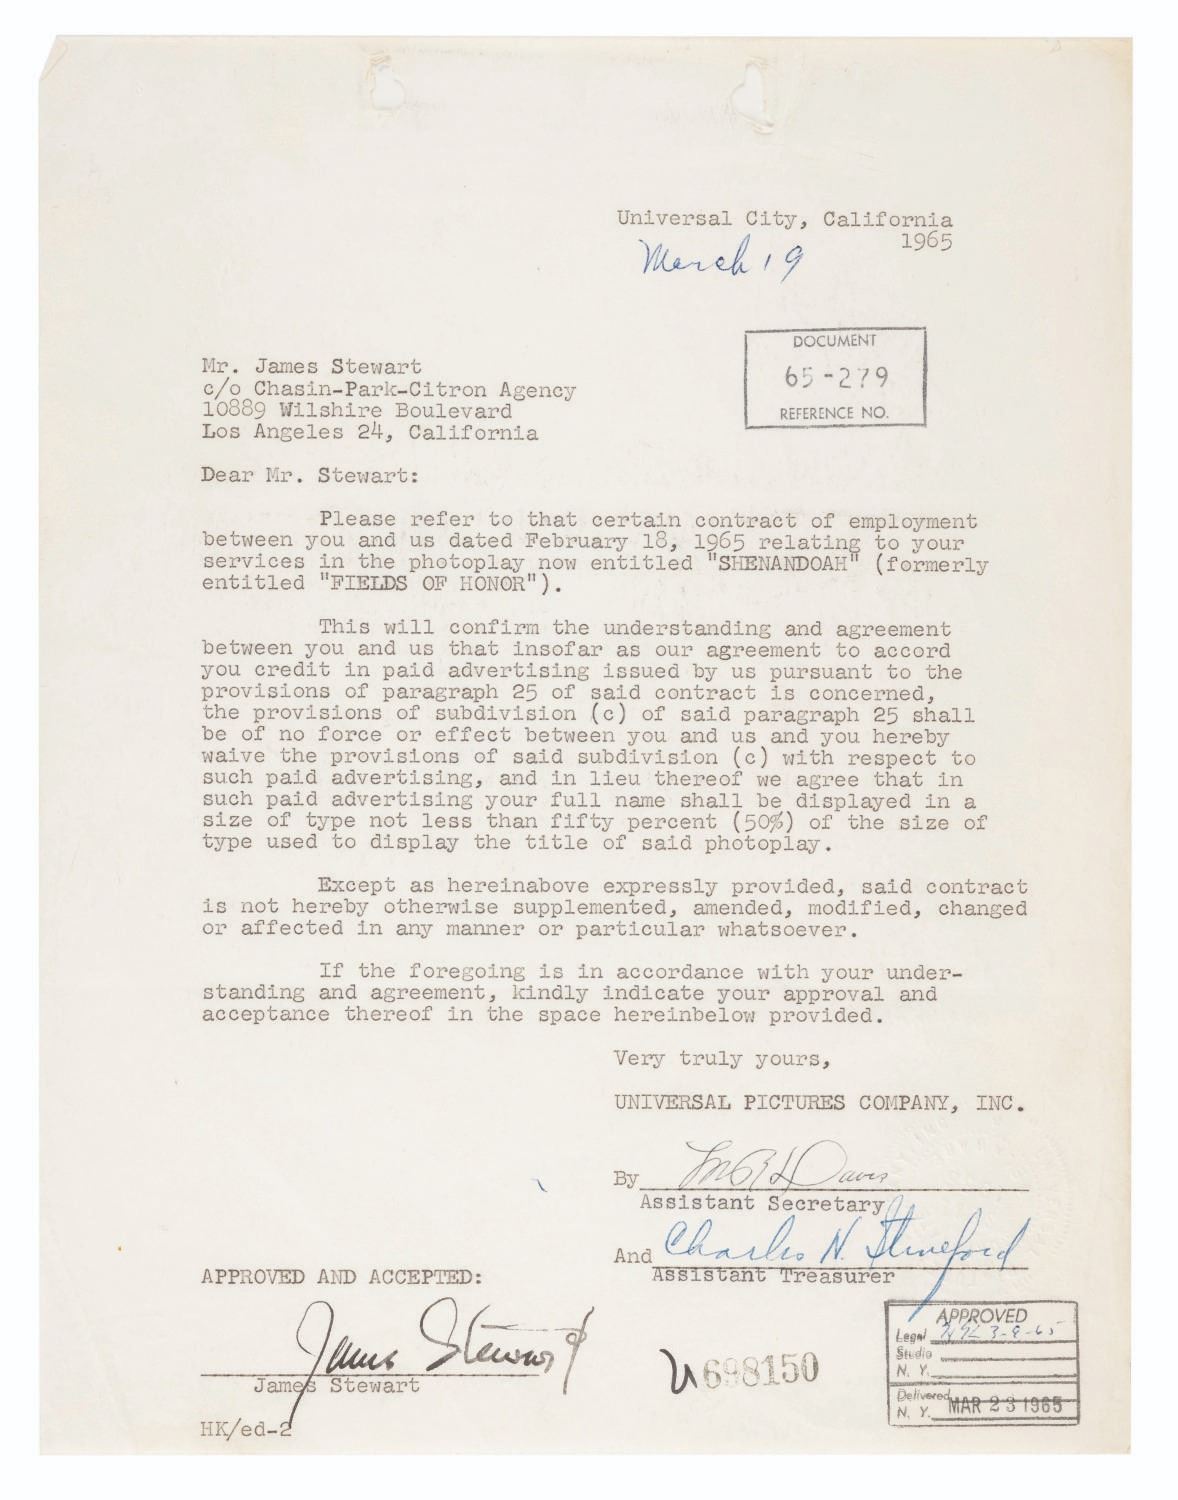 Universal City, California
1965
March 19
DOCUMENT
65-279
REFERENCE NO.
Mr. James Stewart
c/o Chasin-Park-Citron Agency
10889 Wilshire Boulevard
Los Angeles 24, California
Dear Mr. Stewart:
Please refer to that certain contract of employment
between you and us dated February 18, 1965 relating to your
services in the photoplay now entitled "SHENANDOAH" (formerly
entitled "FIELDS OF HONOR").
This will confirm the understanding and agreement
between you and us that insofar as our agreement to accord
you credit in paid advertising issued by us pursuant to the
provisions of paragraph 25 of said contract is concerned,
the provisions of subdivision (c) of said paragraph 25 shall
be of no force or effect between you and us and you hereby
waive the provisions of said subdivision (c) with respect to
such paid advertising, and in lieu thereof we agree that in
such paid advertising your full name shall be displayed in a
size of type not less than fifty percent (50%) of the size of
type used to display the title of said photoplay.
Except as hereinabove expressly provided, said contract
is not hereby otherwise supplemented, amended, modified, changed
or affected in any manner or particular whatsoever.
If the foregoing is in accordance with your under-
standing and agreement, kindly indicate your approval and
acceptance thereof in the space hereinbelow provided.
Very truly yours,
UNIVERSAL PICTURES COMPANY, INC.
By Davis
Assistant Secretary
And Charles N.
Assistant Treasurer
APPROVED AND ACCEPTED:
James Stewart
James Stewart
698150
APPROVED
Legal 3-8-65
Studio
N. Y.
Delivered
N. Y. MAR 23 1965
HK/ed-2